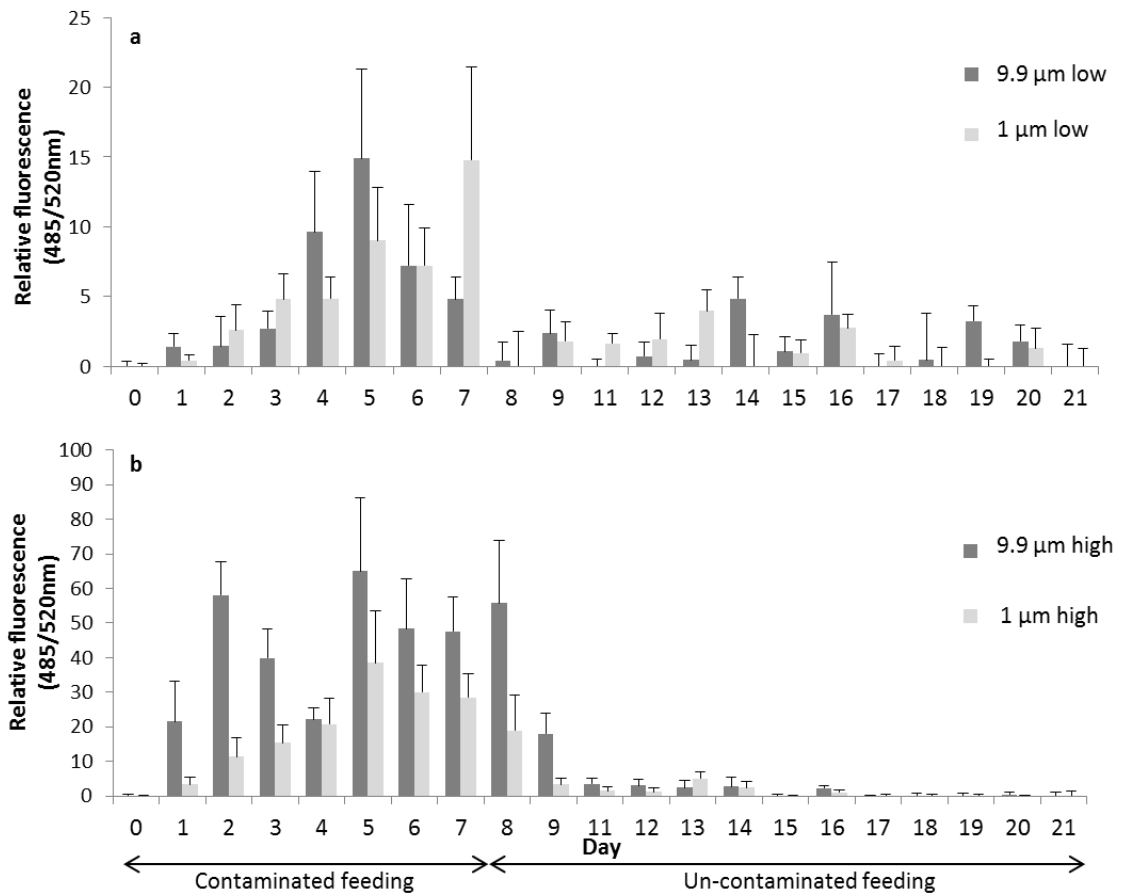 a
25
20
15
10
5
0
Relative fluorescence
(485/520nm)
9.9 µm low
1 µm low
0 1 2 3 4 5 6 7 8 9 11 12 13 14 15 16 17 18 19 20 21
b
100
90
80
70
60
50
40
30
20
10
0
Relative fluorescence
(485/520nm)
9.9 µm high
1 µm high
0 1 2 3 4 5 6 7 8 9 11 12 13 14 15 16 17 18 19 20 21
Day
Contaminated feeding Un-contaminated feeding